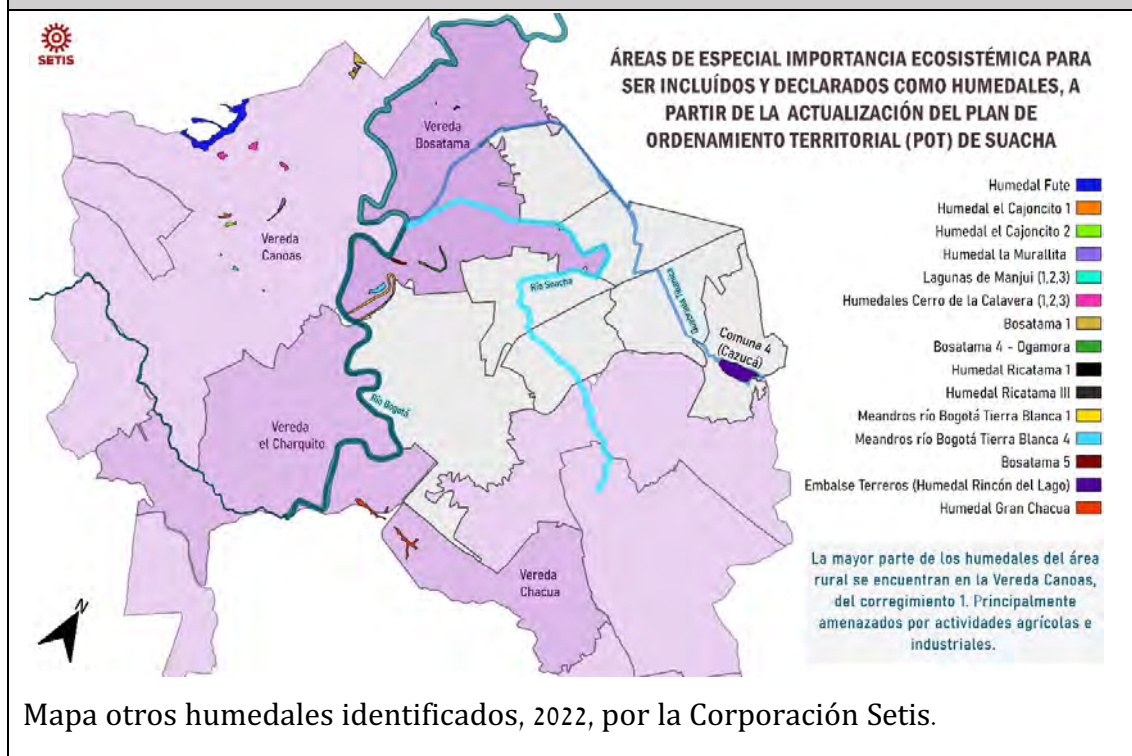 SETIS
ÁREAS DE ESPECIAL IMPORTANCIA ECOSISTÉMICA PARA
SER INCLUÍDOS Y DECLARADOS COMO HUMEDALES, A
PARTIR DE LA ACTUALIZACIÓN DEL PLAN DE
ORDENAMIENTO TERRITORIAL (POT) DE SUACHA
Vereda
Bosatama
Vereda
Canoas
Río Suacha
Quebrada Tibanica
Comuna 4
(Cazucá)
Río Bogotá
Vereda
el Charquito
Vereda
Chacua
Humedal Fute
Humedal el Cajoncito 1
Humedal el Cajoncito 2
Humedal la Murallita
Lagunas de Manjui (1,2,3)
Humedales Cerro de la Calavera (1,2,3)
Bosatama 1
Bosatama 4 - Ogamora
Humedal Ricatama 1
Humedal Ricatama III
Meandros río Bogotá Tierra Blanca 1
Meandros río Bogotá Tierra Blanca 4
Bosatama 5
Embalse Terreros (Humedal Rincón del Lago)
Humedal Gran Chacua
La mayor parte de los humedales del área
rural se encuentran en la Vereda Canoas,
del corregimiento 1. Principalmente
amenazados por actividades agrícolas e
industriales.
Mapa otros humedales identificados, 2022, por la Corporación Setis.